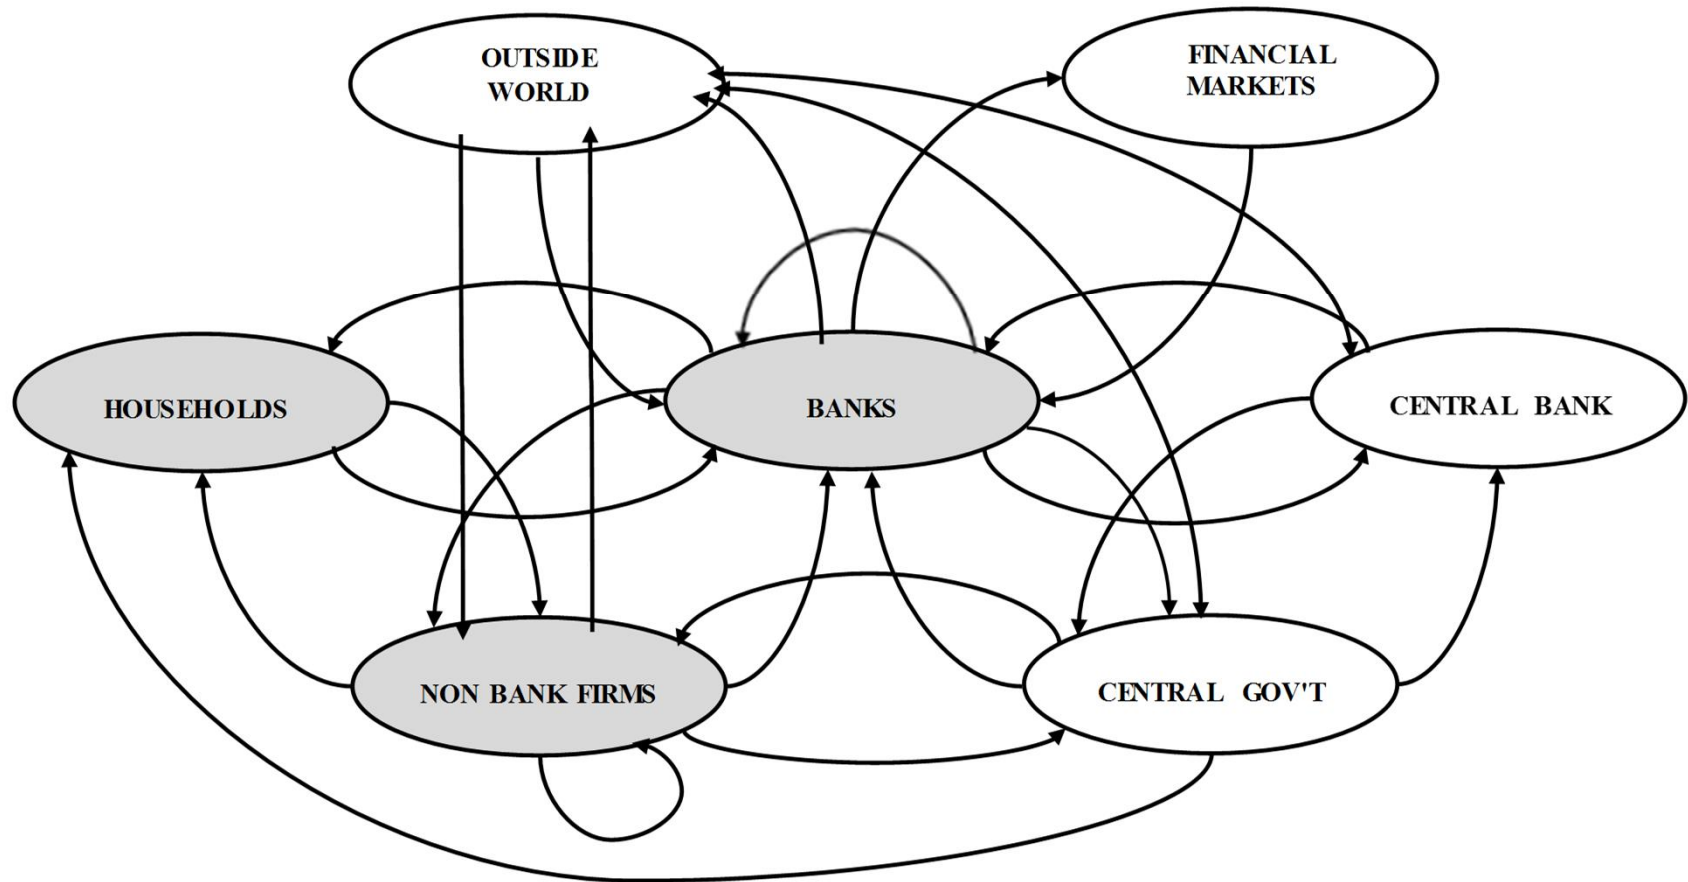 OUTSIDE
WORLD
FINANCIAL
MARKETS
HOUSEHOLDS
BANKS
CENTRAL BANK
NON BANK FIRMS
CENTRAL GOV'T